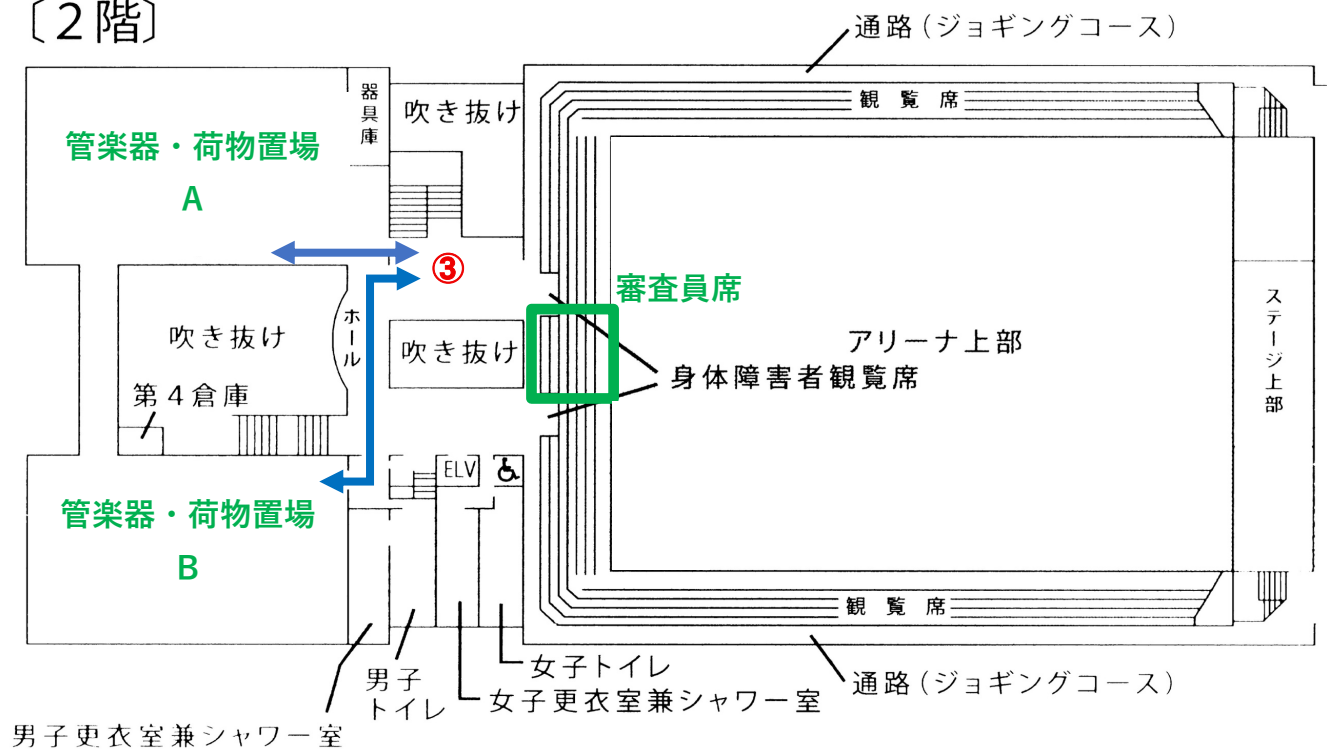 〔２階〕
通路(ジョギングコース)
器具庫
吹き抜け
観覧席
管楽器・荷物置場
A
③
審査員席
ホール
吹き抜け
吹き抜け
アリーナ上部
ステージ上部
身体障害者観覧席
第４倉庫
ELV
管楽器・荷物置場
B
観覧席
女子トイレ
男子
トイレ
女子更衣室兼シャワー室
通路(ジョギングコース)
男子更衣室兼シャワー室